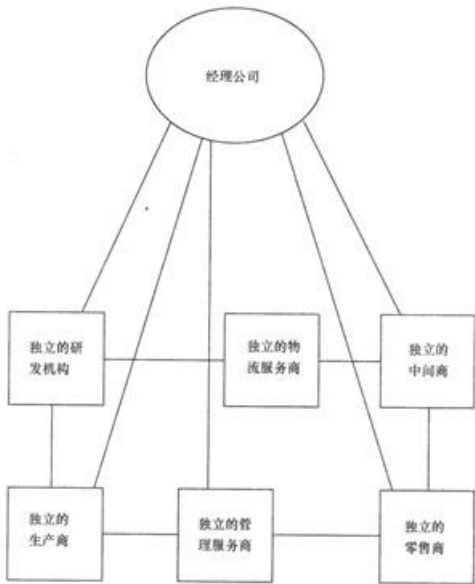 经理公司
独立的研
发机构
独立的物
流服务商
独立的
中间商
独立的
生产商
独立的管
理服务商
独立的
零售商